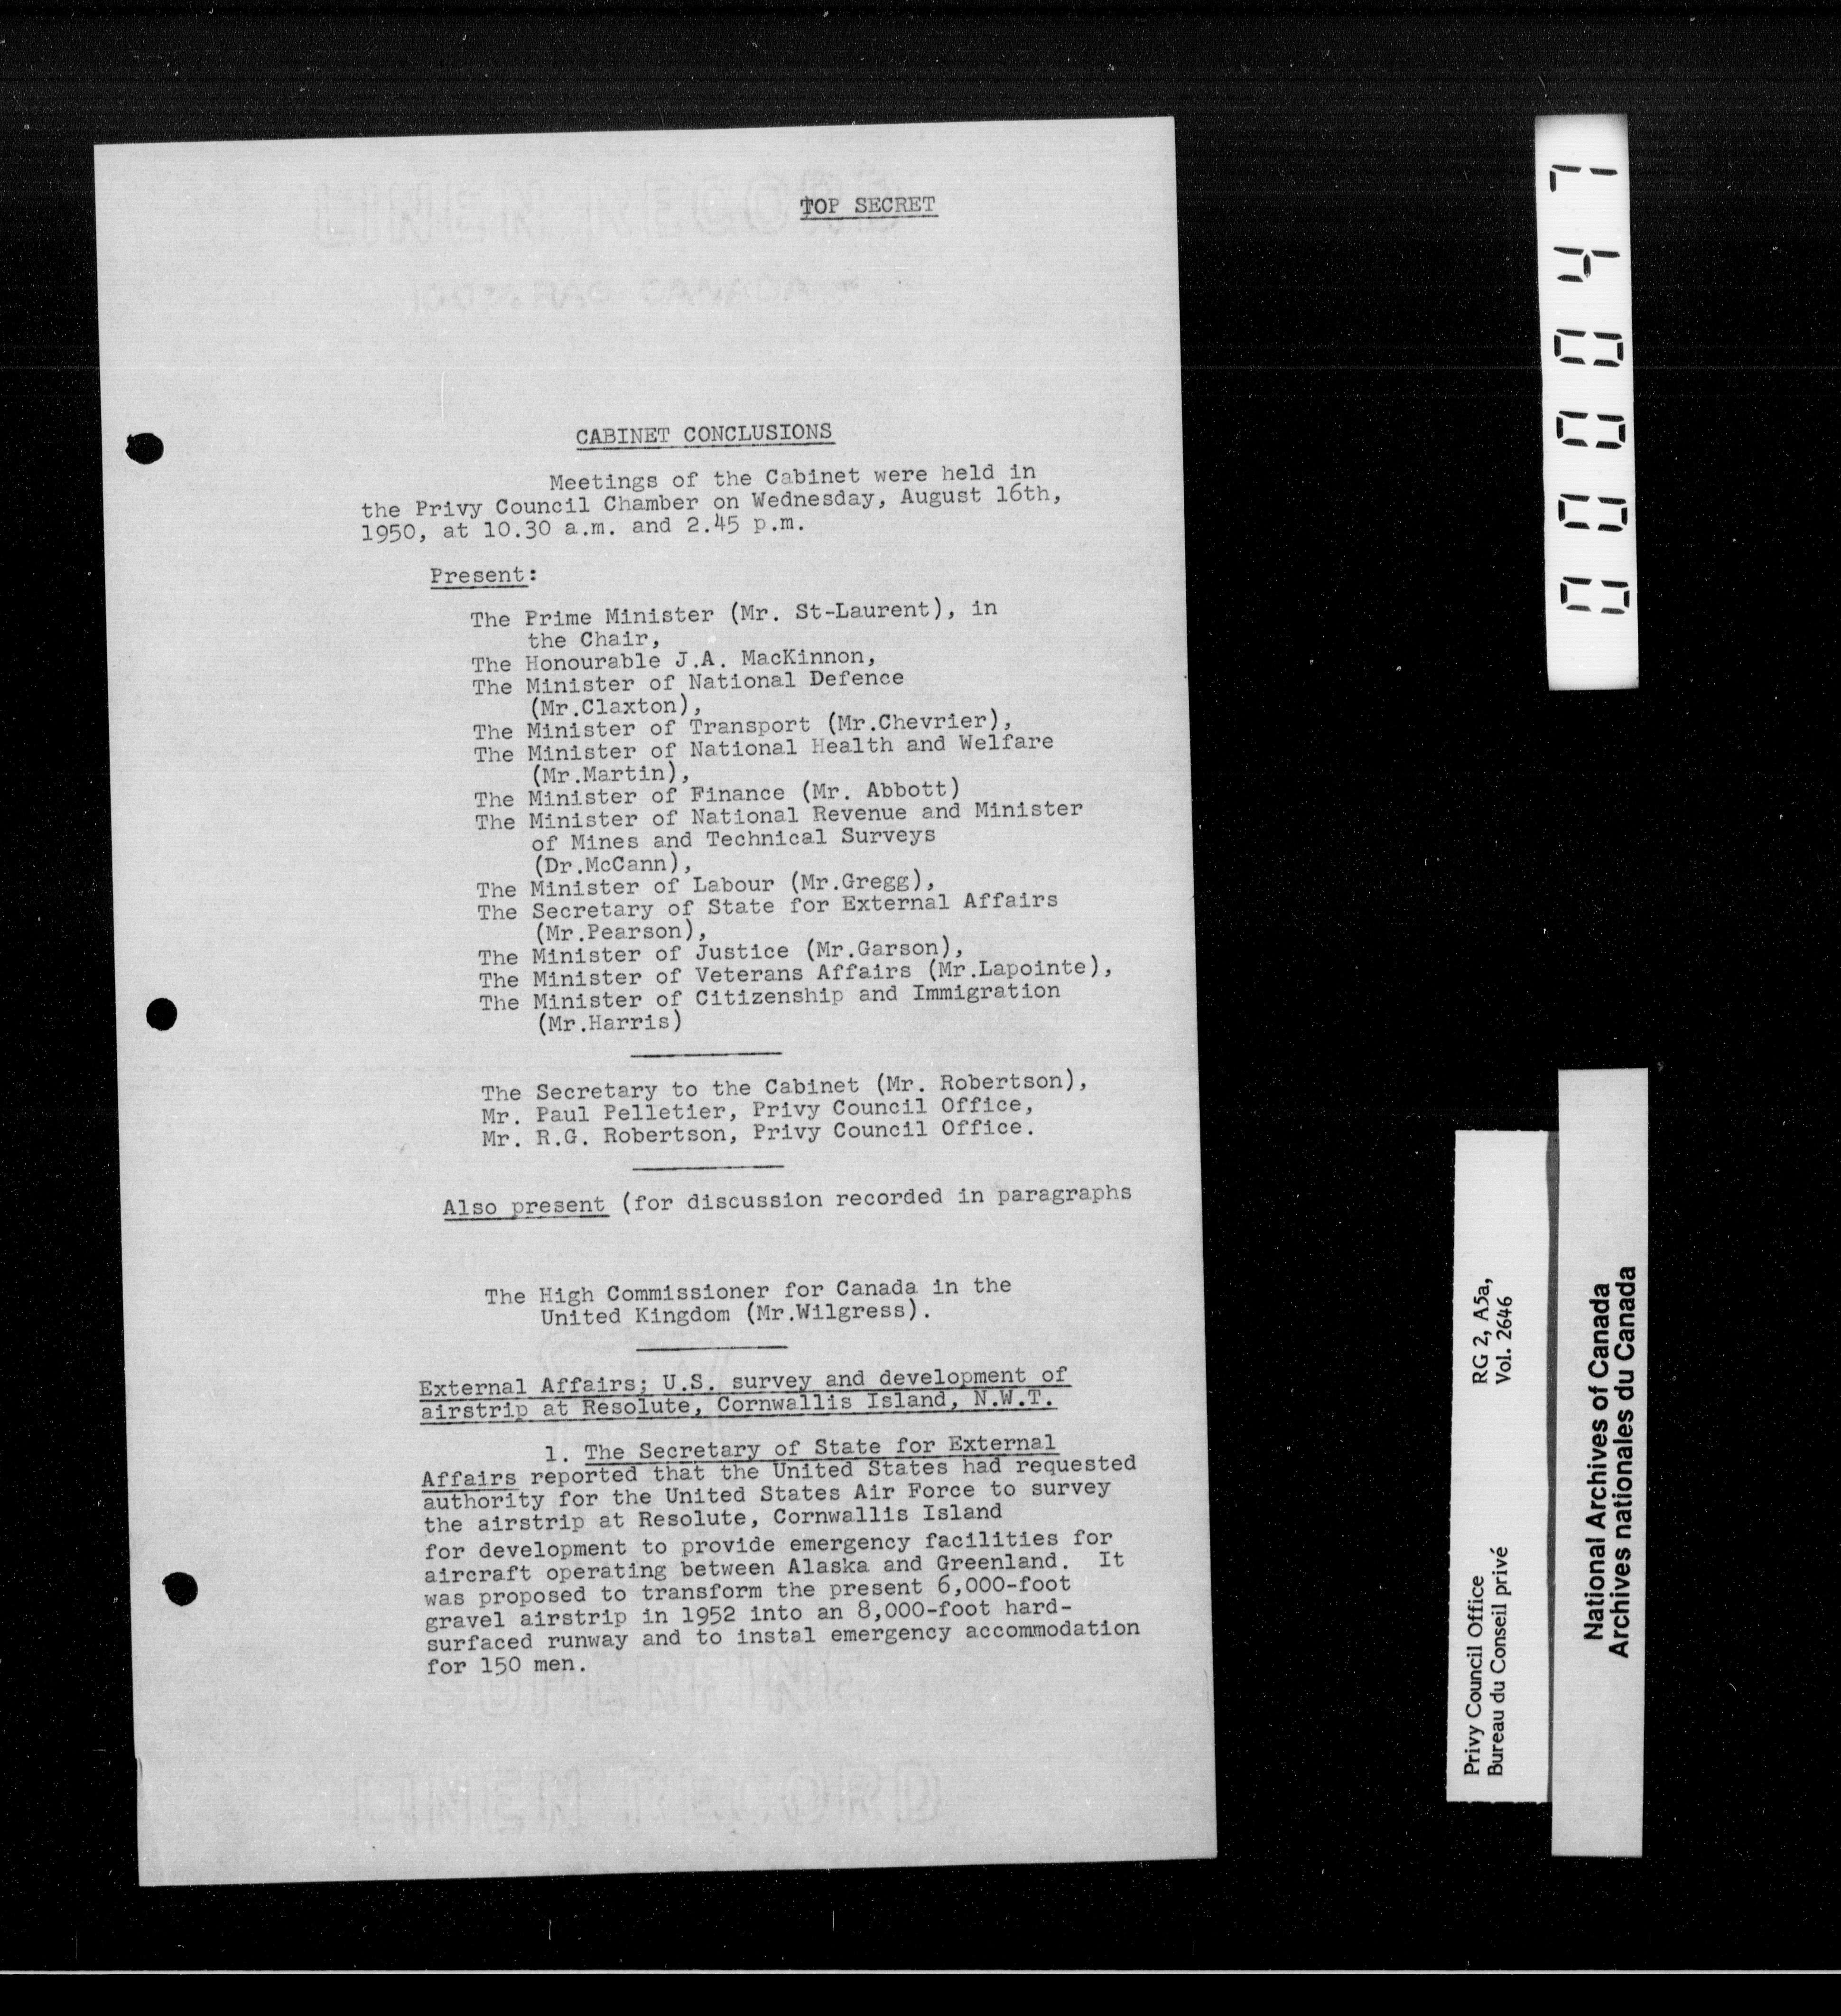 TOP SECRET
CABINET CONCLUSIONS
Meetings of the Cabinet were held in
the Privy Council Chamber on Wednesday, August 16th,
1950, at 10.30 a.m. and 2.45 p.m.
Present:
The Prime Minister (Mr. St-Laurent), in
the Chair,
The Honourable J.A. MacKinnon,
The Minister of National Defence
(Mr.Claxton),
The Minister of Transport (Mr.Chevrier),
The Minister of National Health and Welfare
(Mr.Martin),
The Minister of Finance (Mr. Abbott)
The Minister of National Revenue and Minister
of Mines and Technical Surveys
(Dr.McCann),
The Minister of Labour (Mr.Gregg),
The Secretary of State for External Affairs
(Mr.Pearson),
The Minister of Justice (Mr.Garson),
The Minister of Veterans Affairs (Mr.Lapointe),
The Minister of Citizenship and Immigration
(Mr.Harris)
The Secretary to the Cabinet (Mr. Robertson),
Mr. Paul Pelletier, Privy Council Office,
Mr. R.G. Robertson, Privy Council Office.
Also present (for discussion recorded in paragraphs
The High Commissioner for Canada in the
United Kingdom (Mr.Wilgress).
External Affairs; U.S. survey and development of
airstrip at Resolute, Cornwallis Island, N.W.T.
1. The Secretary of State for External
Affairs reported that the United States had requested
authority for the United States Air Force to survey
the airstrip at Resolute, Cornwallis Island
for development to provide emergency facilities for
aircraft operating between Alaska and Greenland. It
was proposed to transform the present 6,000-foot
gravel airstrip in 1952 into an 8,000-foot hard-
surfaced runway and to instal emergency accommodation
for 150 men.
LINEN RECORD
100% RAG CANADA
SUPERFINE
LINEN RECORD
000047
Privy Council Office
Bureau du Conseil privé
RG 2, A5a,
Vol. 2646
National Archives of Canada
Archives nationales du Canada